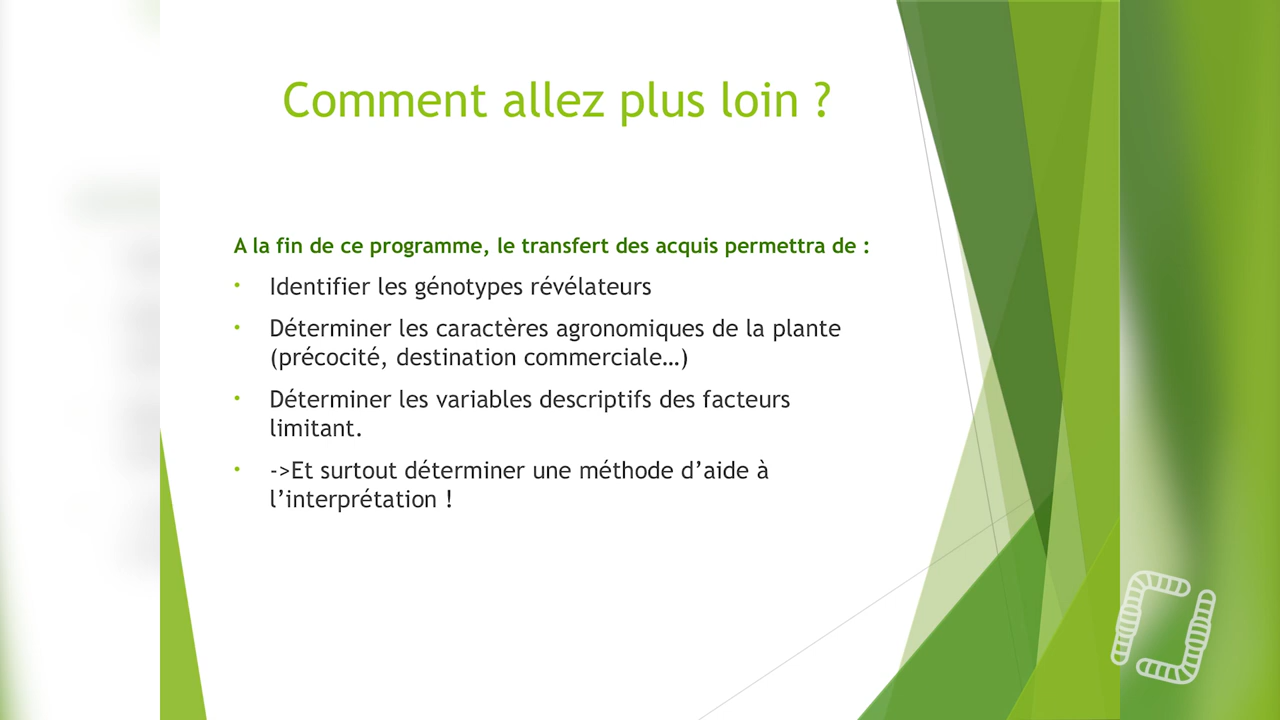 Comment allez plus loin ?
A la fin de ce programme, le transfert des acquis permettra de :
• Identifier les génotypes révélateurs
• Déterminer les caractères agronomiques de la plante
(précocité, destination commerciale…)
• Déterminer les variables descriptifs des facteurs
limitant.
• ->Et surtout déterminer une méthode d’aide à
l’interprétation !